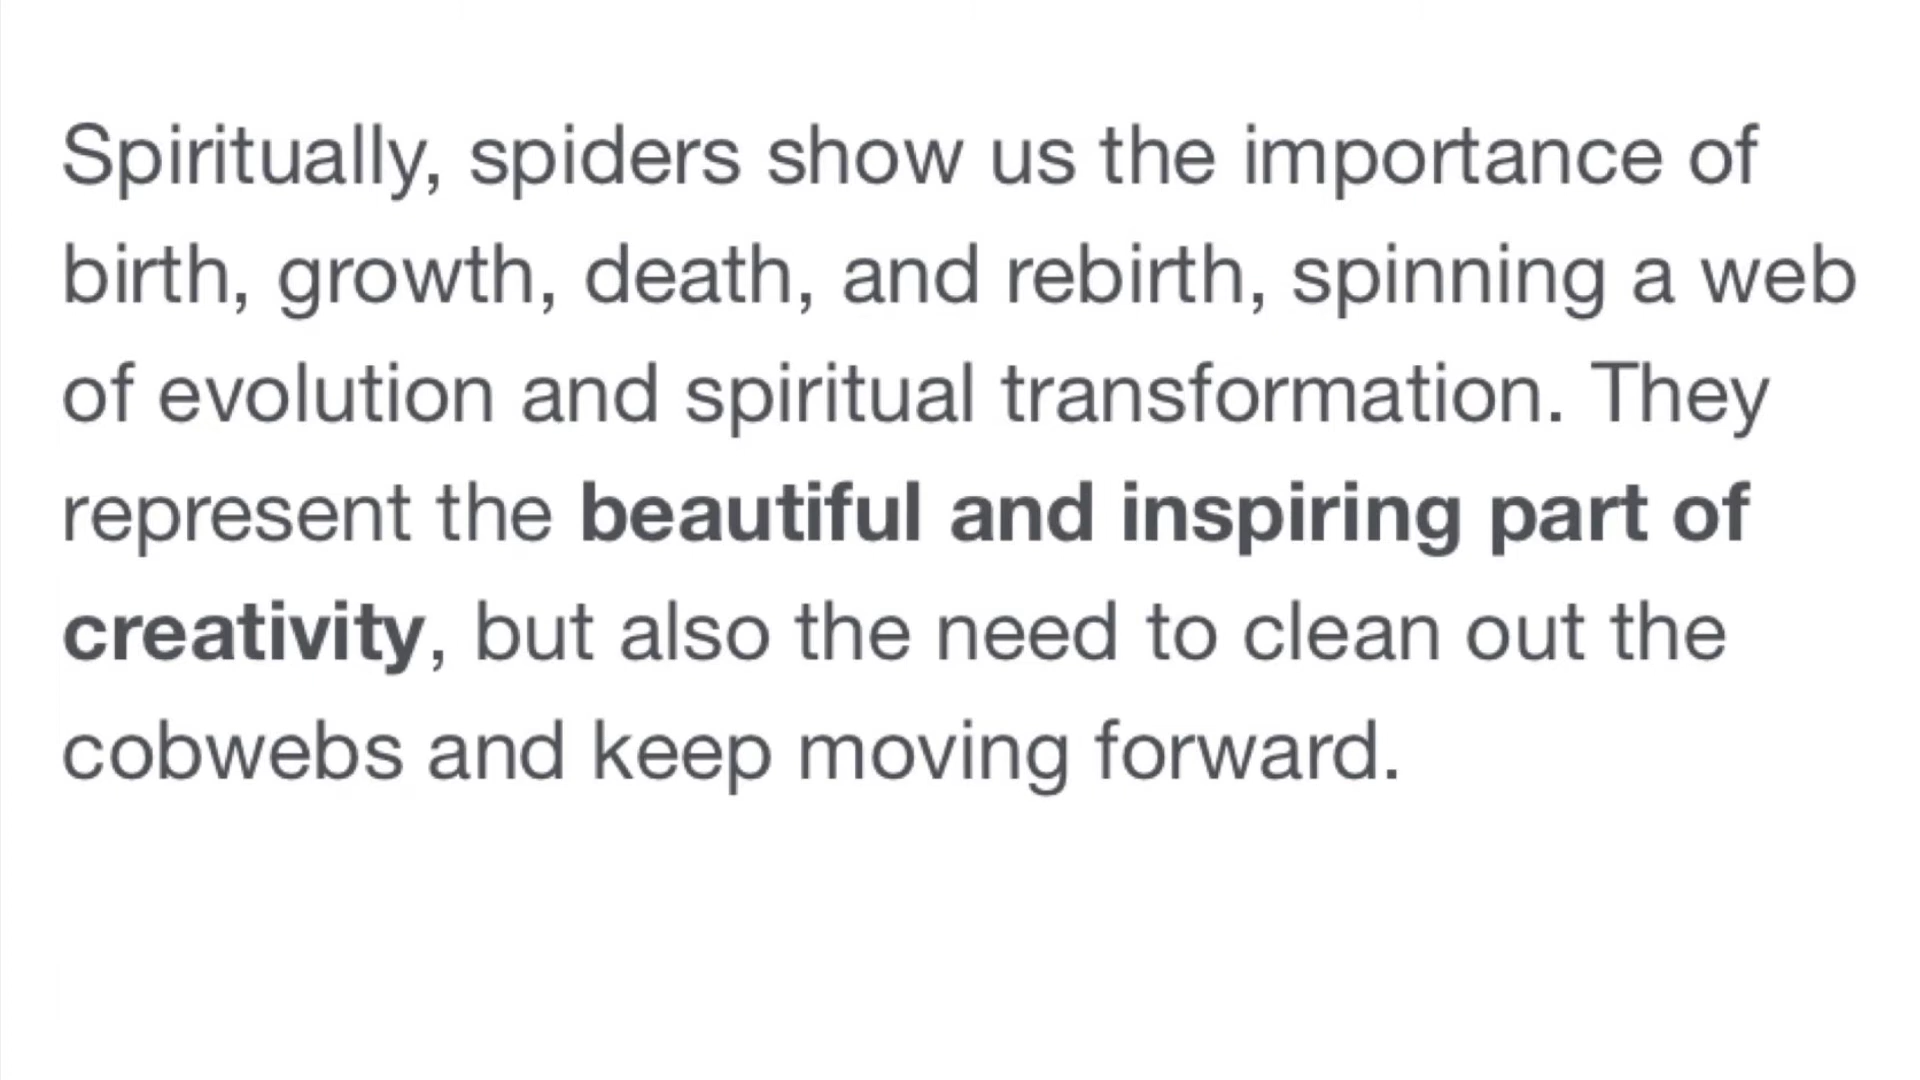 Spiritually, spiders show us the importance of
birth, growth, death, and rebirth, spinning a web
of evolution and spiritual transformation. They
represent the beautiful and inspiring part of
creativity, but also the need to clean out the
cobwebs and keep moving forward.